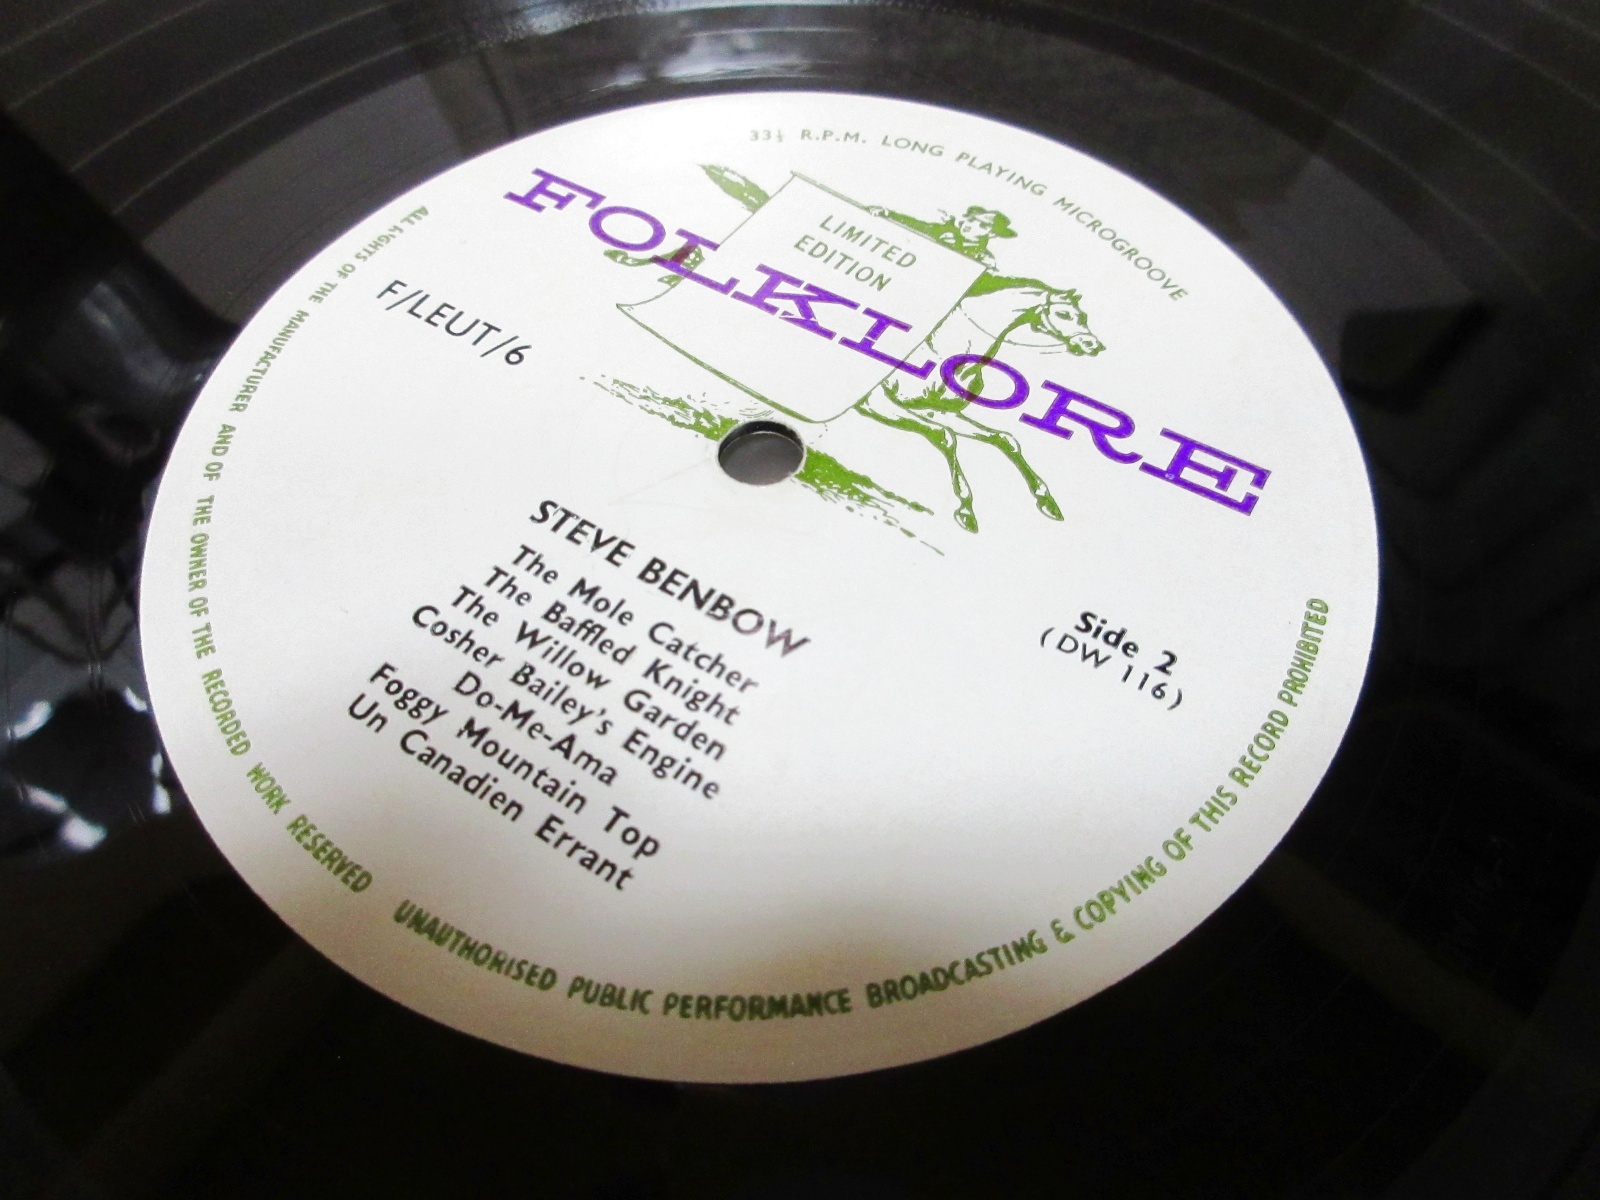 33⅓ R.P.M. LONG PLAYING MICROGROOVE
LIMITED
EDITION
FOLKLORE
F/LEUT/6
STEVE BENBOW
The Mole Catcher
The Baffled Knight
The Willow Garden
Cosher Bailey's Engine
Do-Me-Ama
Foggy Mountain Top
Un Canadien Errant
Side 2
(DW 116)
ALL RIGHTS OF THE MANUFACTURER AND OF THE OWNER OF THE RECORDED WORK RESERVED
UNAUTHORISED PUBLIC PERFORMANCE BROADCASTING & COPYING OF THIS RECORD PROHIBITED